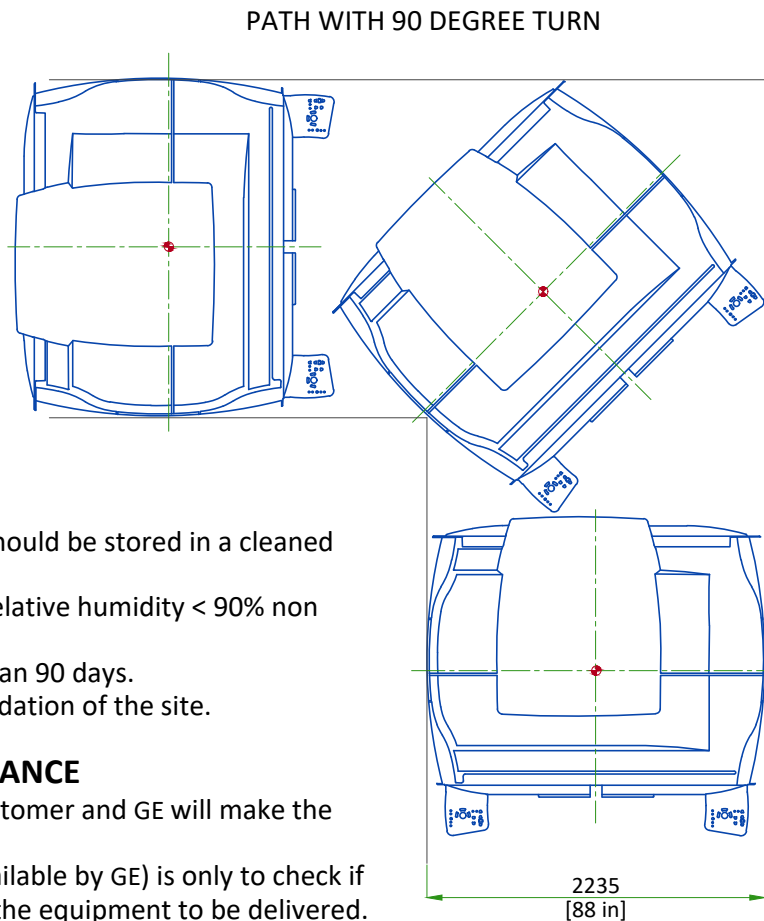 PATH WITH 90 DEGREE TURN
hould be stored in a cleaned
elative humidity < 90% non
an 90 days.
dation of the site.
ANCE
tomer and GE will make the
ilable by GE) is only to check if
the equipment to be delivered.
2235
[88 in]